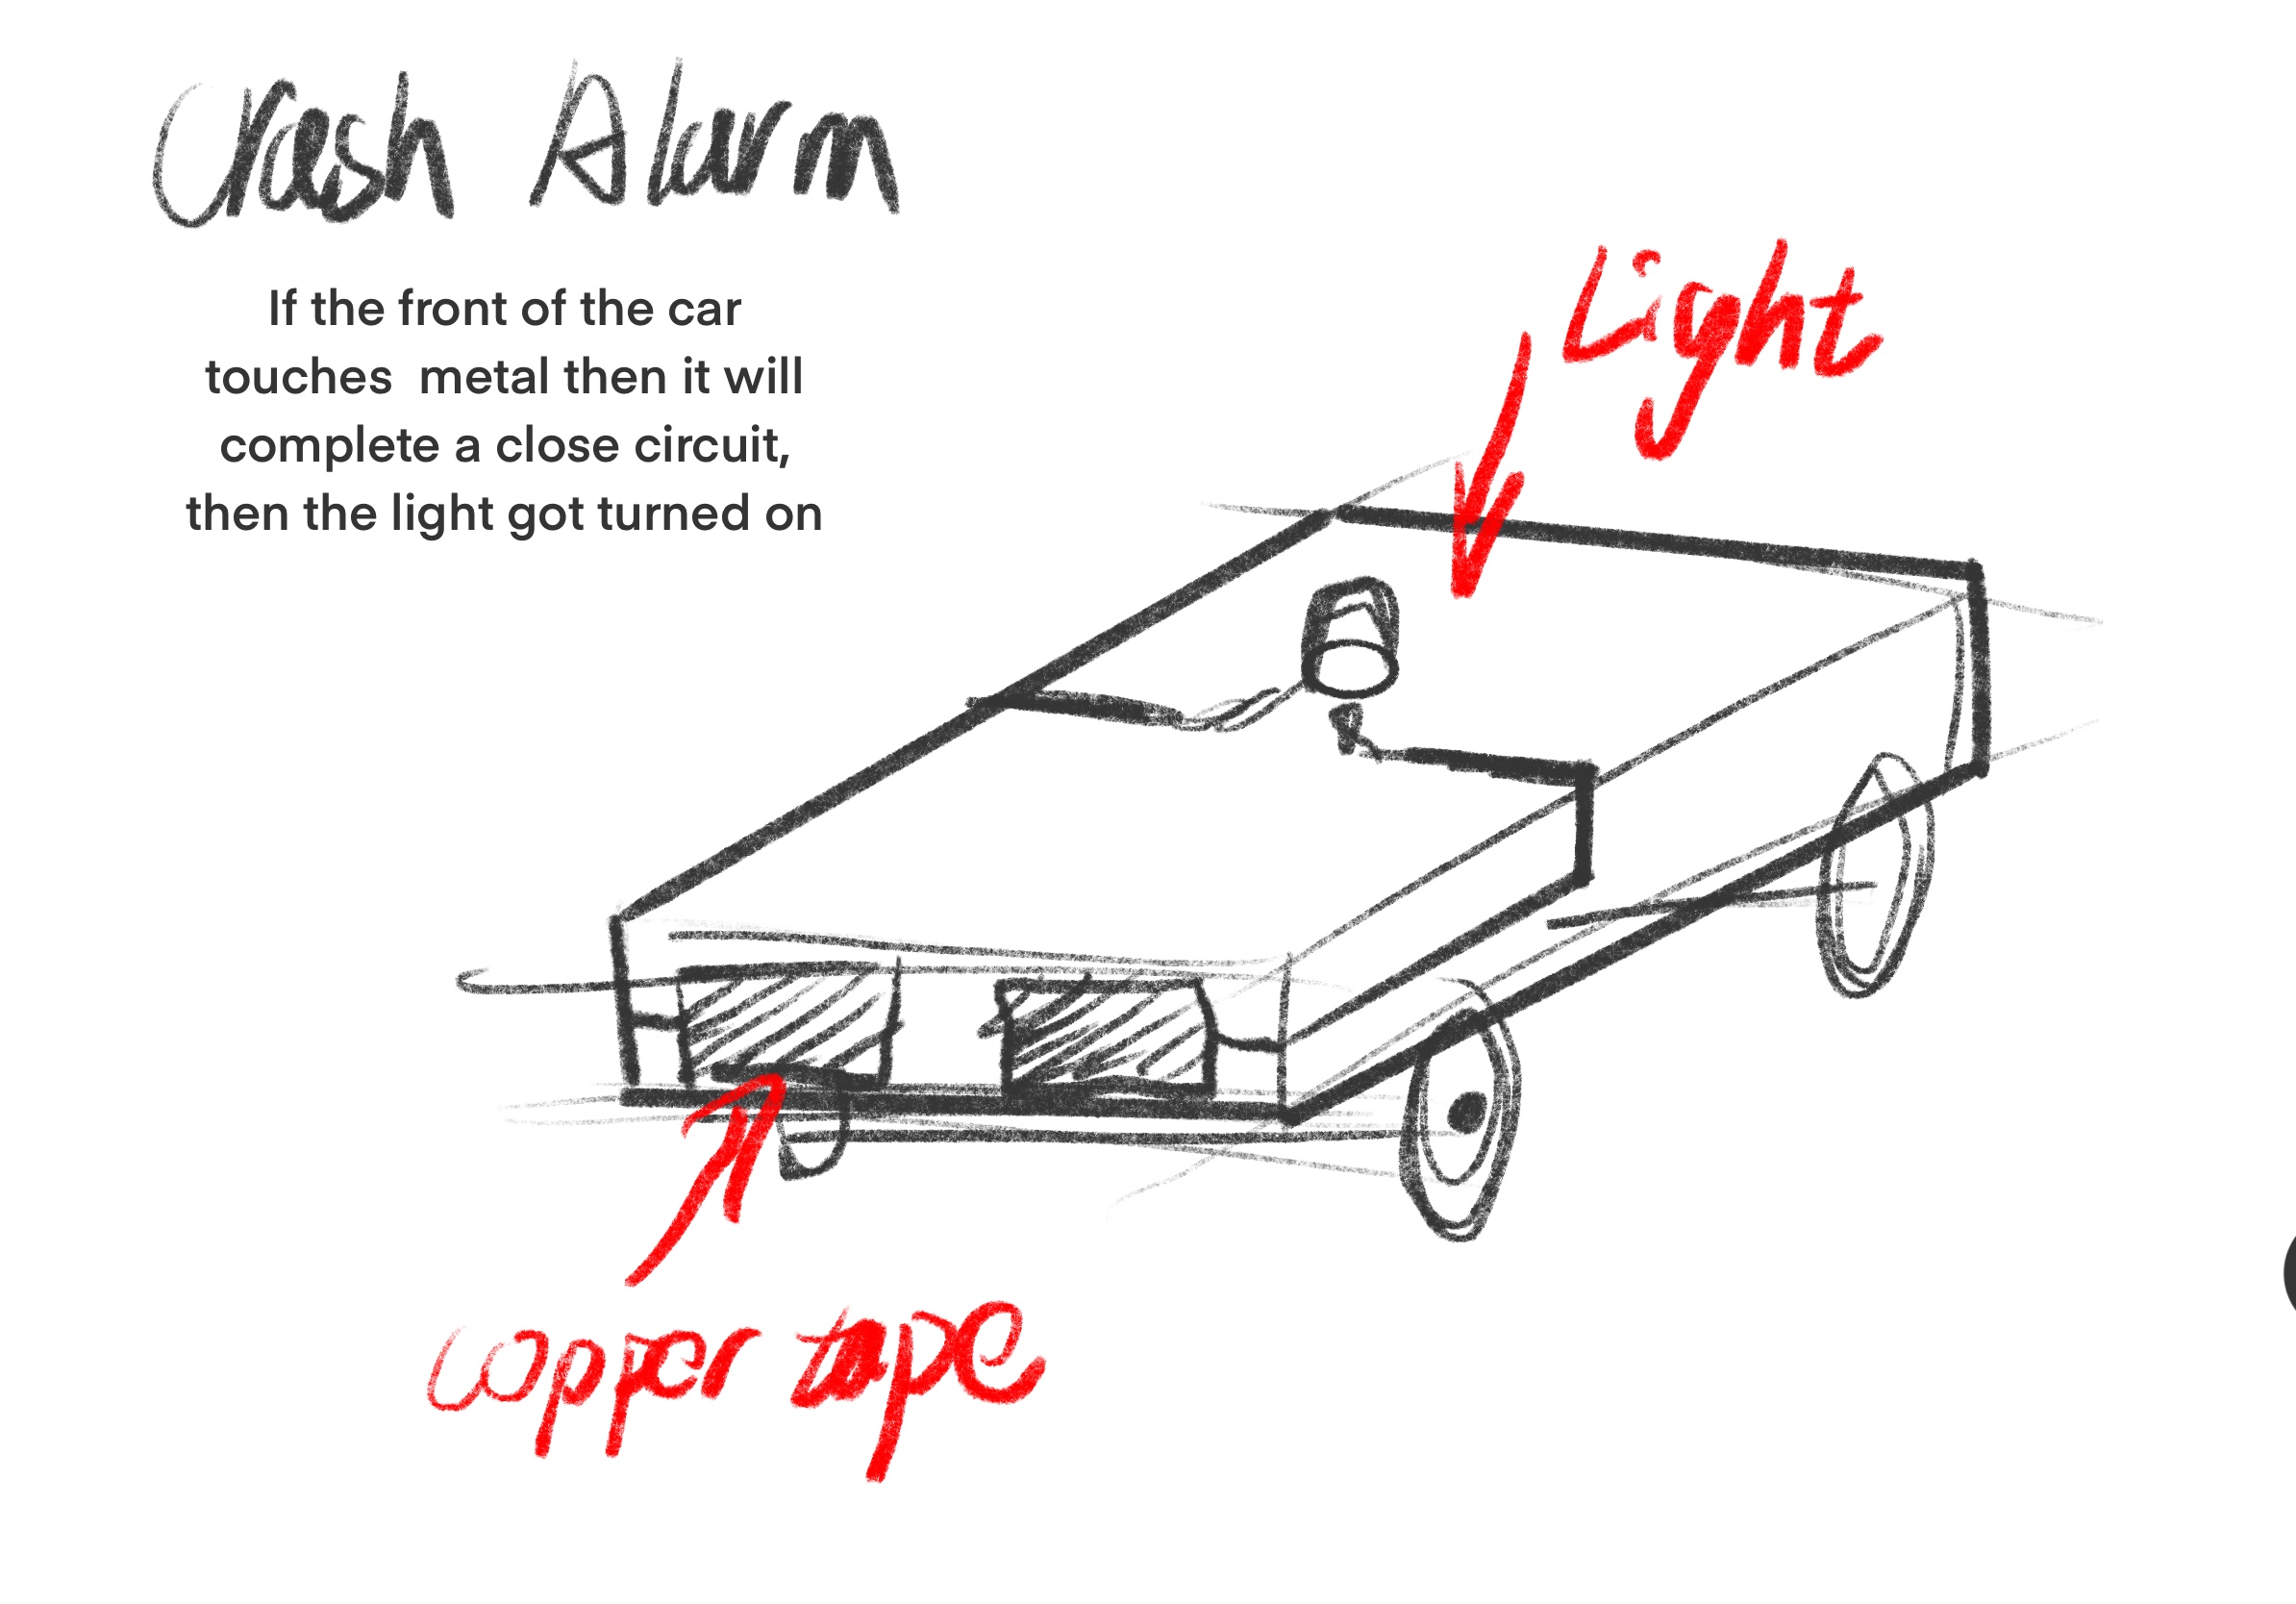 Crash Alarm
If the front of the car
touches  metal then it will
complete a close circuit,
then the light got turned on
Light
copper tape